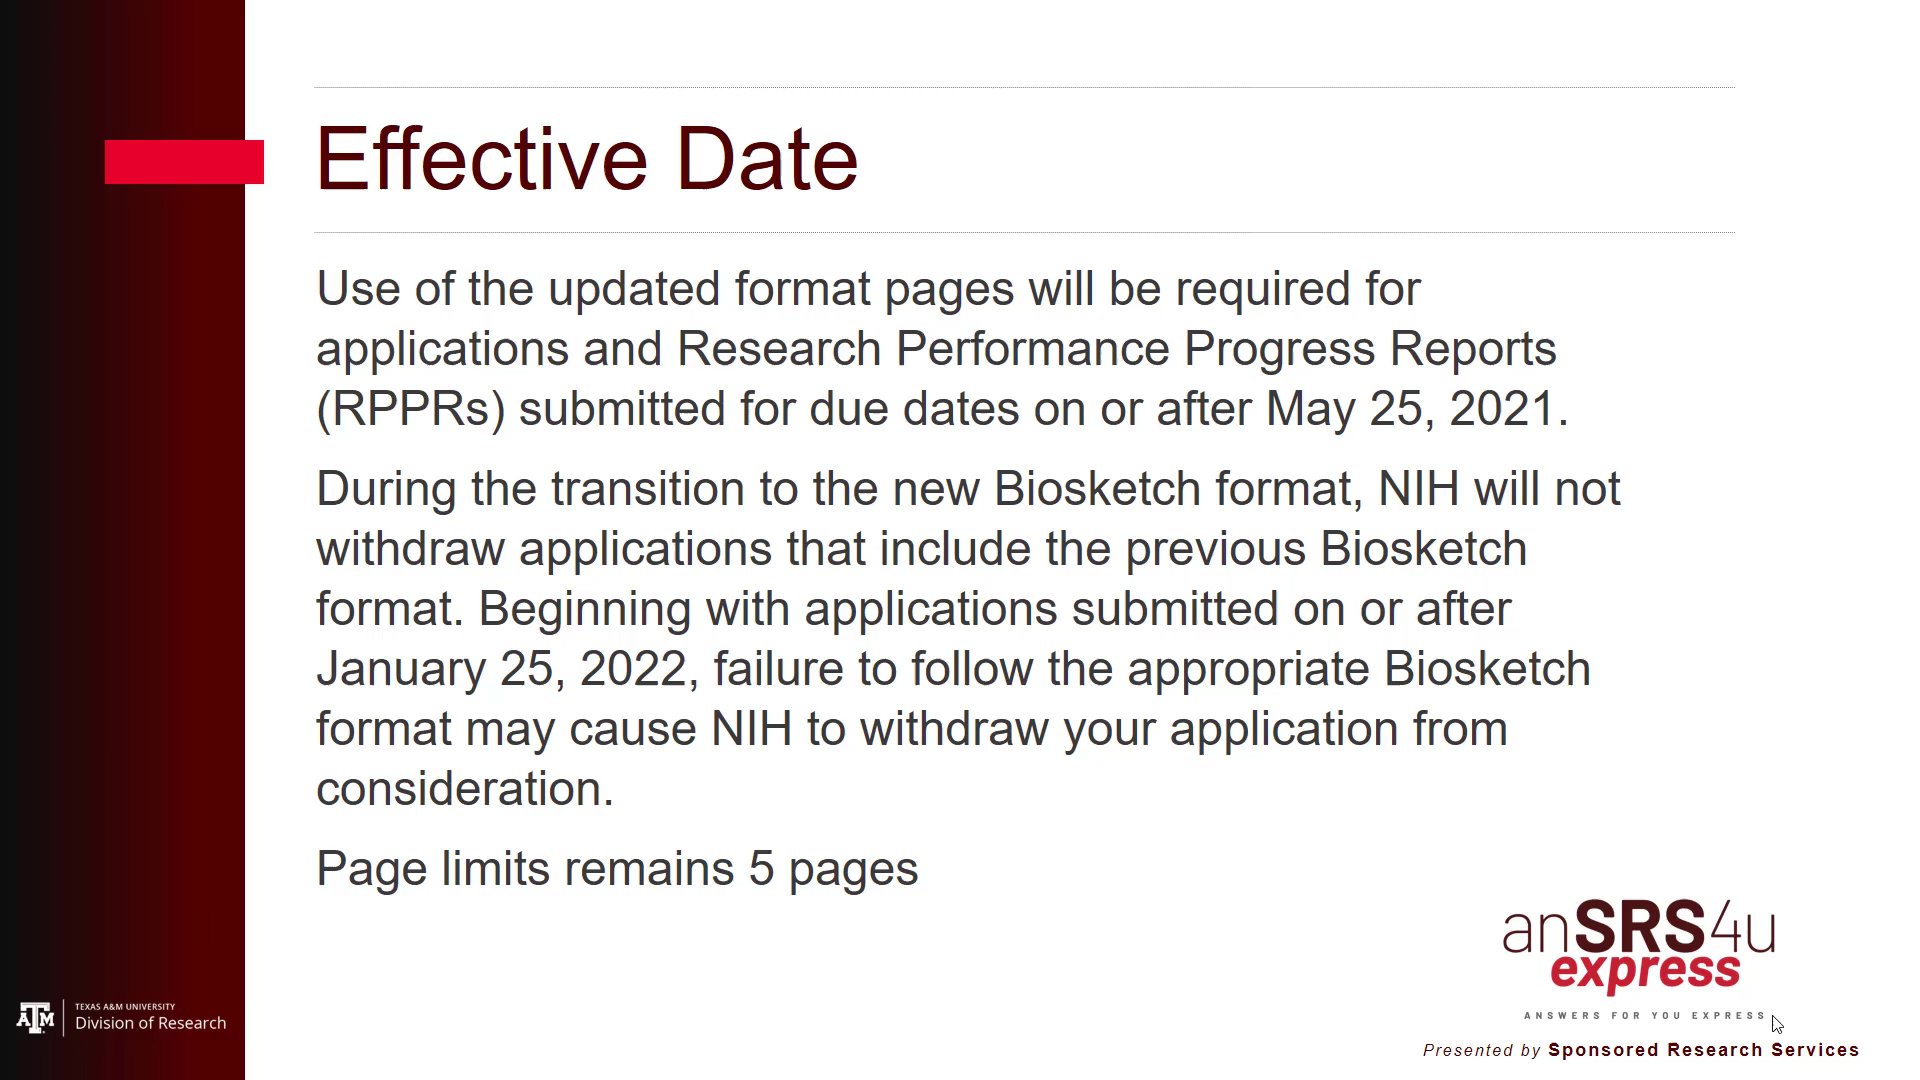 Effective Date
Use of the updated format pages will be required for
applications and Research Performance Progress Reports
(RPPRs) submitted for due dates on or after May 25, 2021.
During the transition to the new Biosketch format, NIH will not
withdraw applications that include the previous Biosketch
format. Beginning with applications submitted on or after
January 25, 2022, failure to follow the appropriate Biosketch
format may cause NIH to withdraw your application from
consideration.
Page limits remains 5 pages
anSRS4u
express
ANSWERS FOR YOU EXPRESS
Presented by Sponsored Research Services
ATM
TEXAS A&M UNIVERSITY
Division of Research